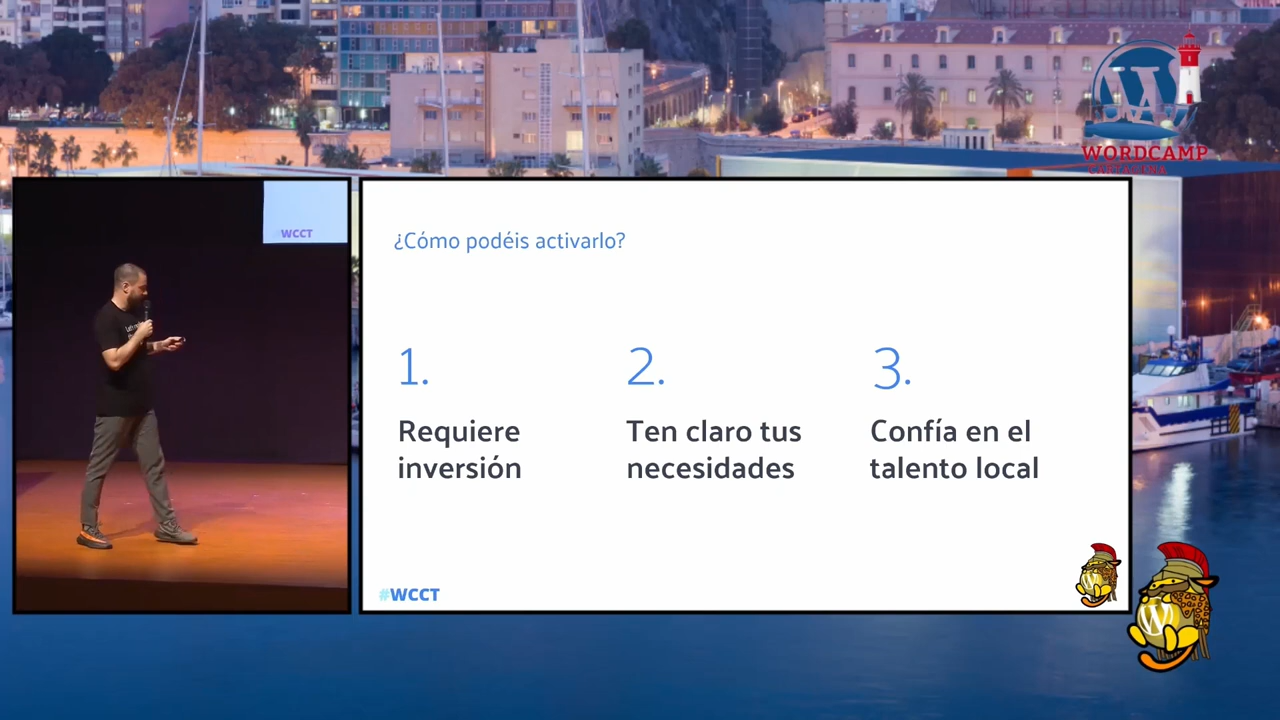 WORDCAMP
CARTAGENA
WCCT
¿Cómo podéis activarlo?
1.
Requiere
inversión
2.
Ten claro tus
necesidades
3.
Confía en el
talento local
#WCCT